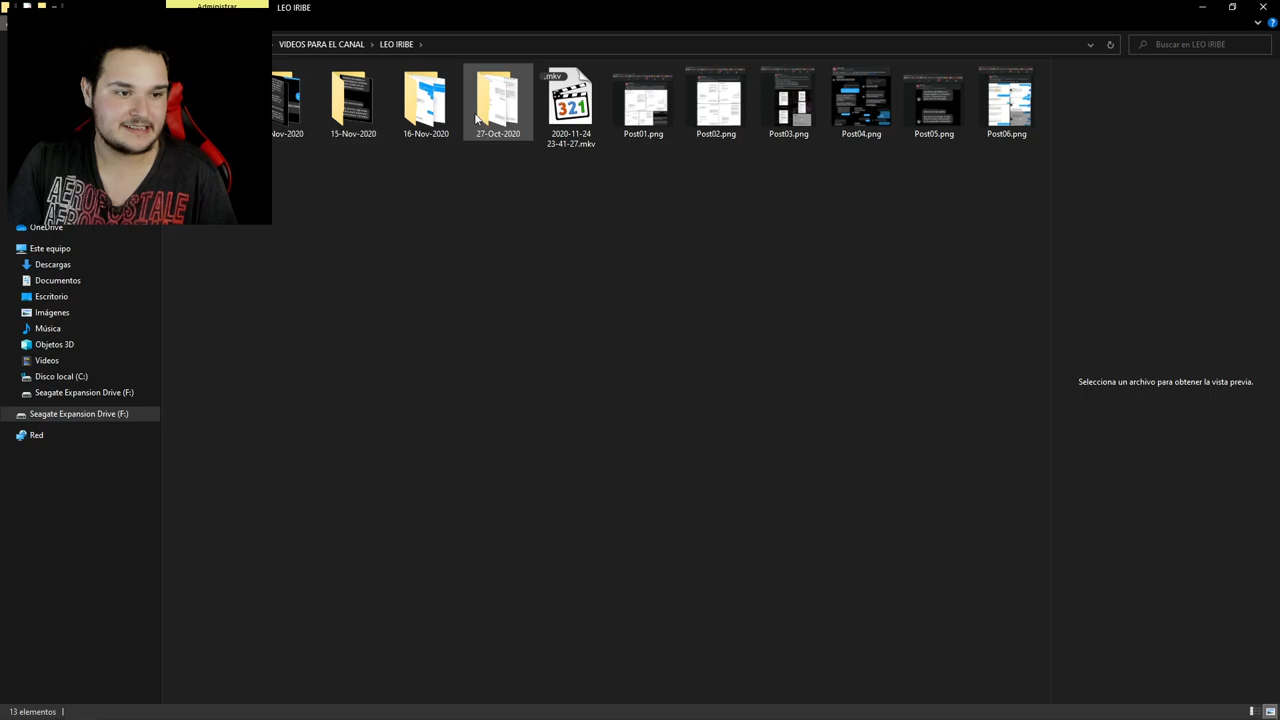 Administrar
LEO IRIBE
VIDEOS PARA EL CANAL > LEO IRIBE >
Buscar en LEO IRIBE
Nov-2020
15-Nov-2020
16-Nov-2020
27-Oct-2020
.mkv
321
2020-11-24
23-41-27.mkv
Post01.png
Post02.png
Post03.png
Post04.png
Post05.png
Post06.png
AÉROPOSTALE
OneDrive
Este equipo
Descargas
Documentos
Escritorio
Imágenes
Música
Objetos 3D
Videos
Disco local (C:)
Seagate Expansion Drive (F:)
Seagate Expansion Drive (F:)
Red
Selecciona un archivo para obtener la vista previa.
13 elementos